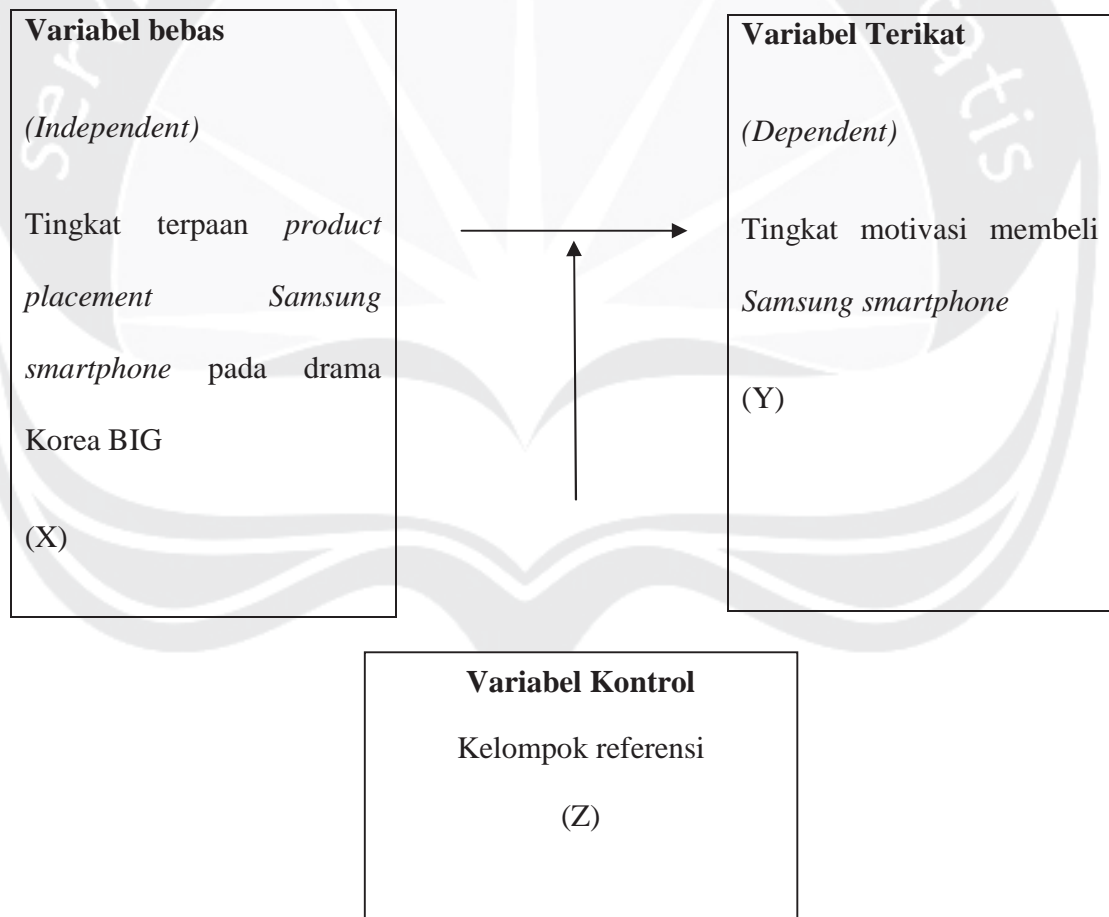 Variabel bebas
(Independent)
Tingkat terpaan product
placement Samsung
smartphone pada drama
Korea BIG
(X)
Variabel Terikat
(Dependent)
Tingkat motivasi membeli
Samsung smartphone
(Y)
Variabel Kontrol
Kelompok referensi
(Z)